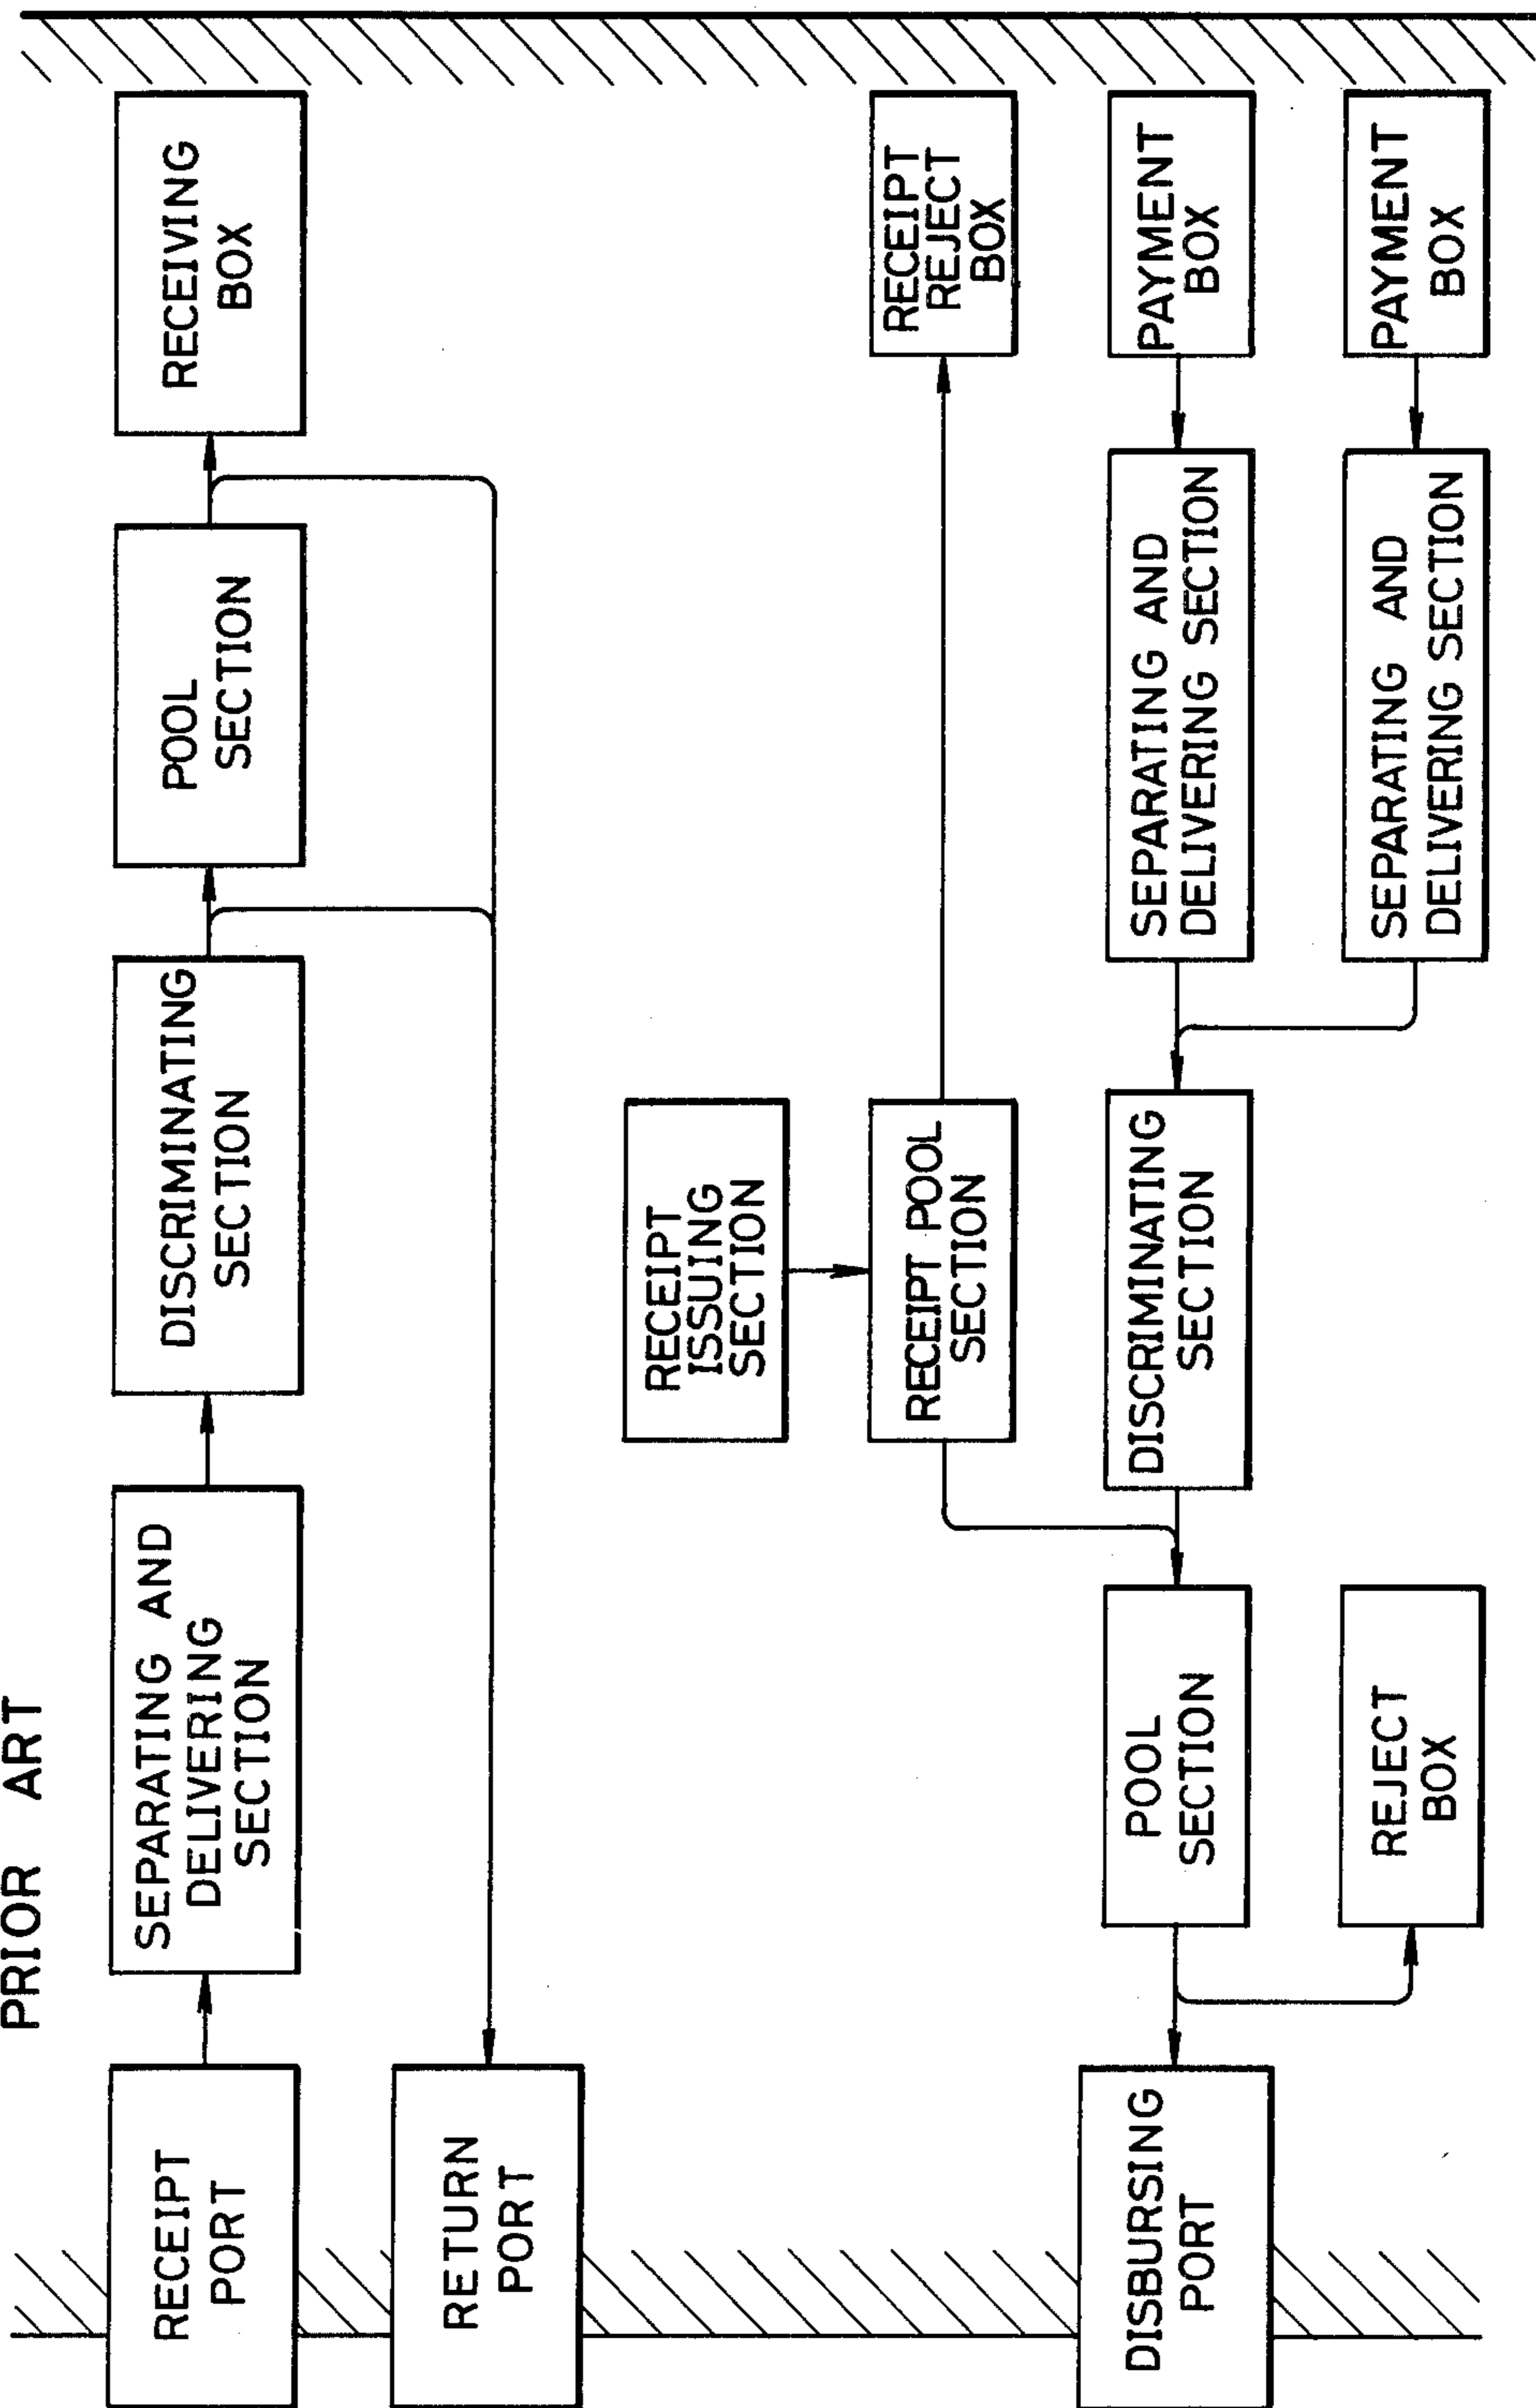 PRIOR ART
RECEIPT
PORT
SEPARATING AND
DELIVERING
SECTION
DISCRIMINATING
SECTION
POOL
SECTION
RECEIVING
BOX
RETURN
PORT
RECEIPT
ISSUING
SECTION
RECEIPT POOL
SECTION
RECEIPT
REJECT
BOX
DISBURSING
PORT
POOL
SECTION
DISCRIMINATING
SECTION
SEPARATING AND
DELIVERING SECTION
PAYMENT
BOX
REJECT
BOX
SEPARATING AND
DELIVERING SECTION
PAYMENT
BOX